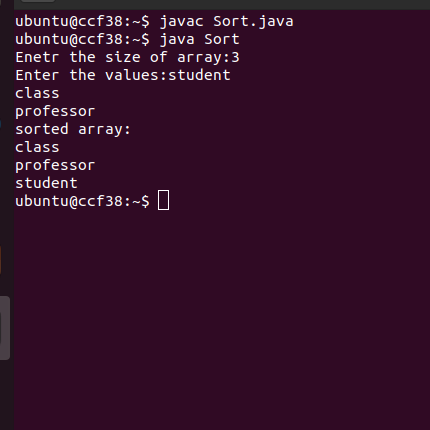 ubuntu@ccf38:~$ javac Sort.java
ubuntu@ccf38:~$ java Sort
Enetr the size of array:3
Enter the values:student
class
professor
sorted array:
class
professor
student
ubuntu@ccf38:~$